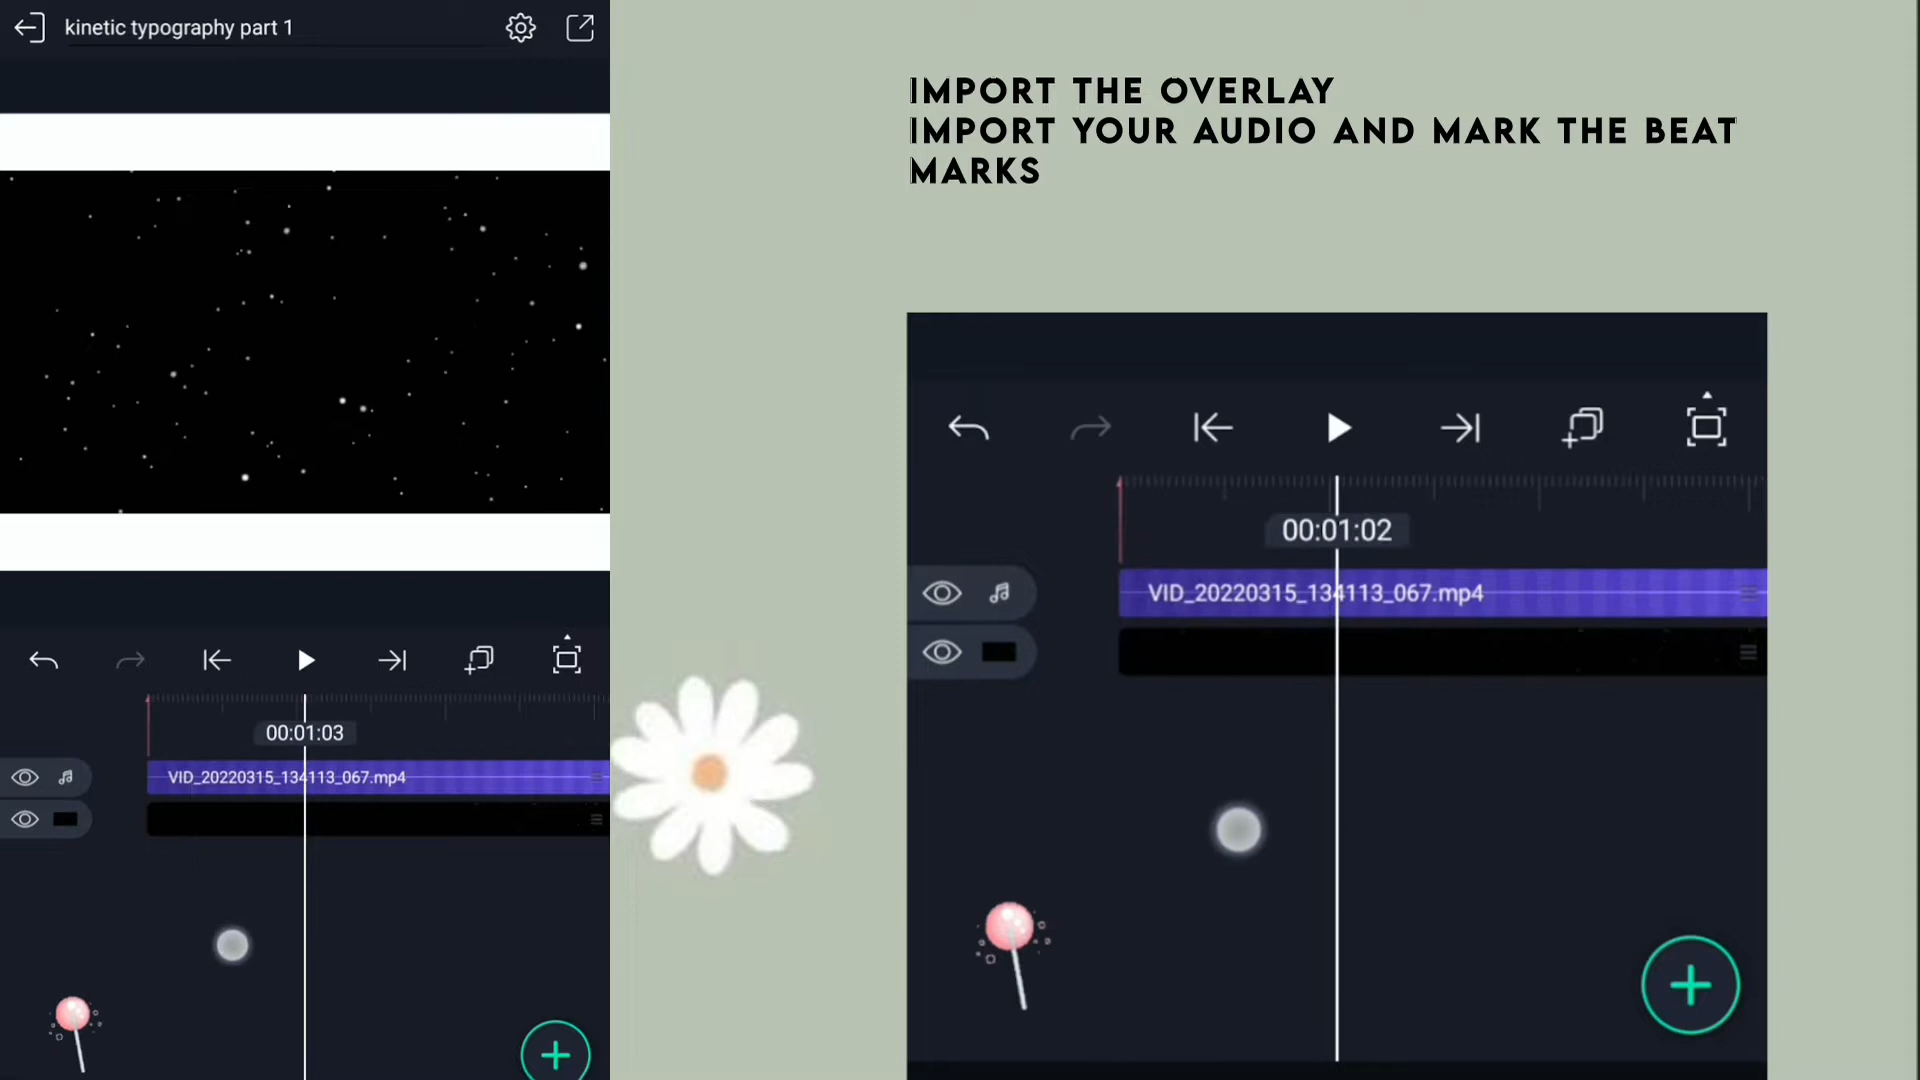 kinetic typography part 1
IMPORT THE OVERLAY
IMPORT YOUR AUDIO AND MARK THE BEAT
MARKS
00:01:02
VID_20220315_134113_067.mp4
00:01:03
VID_20220315_134113_067.mp4